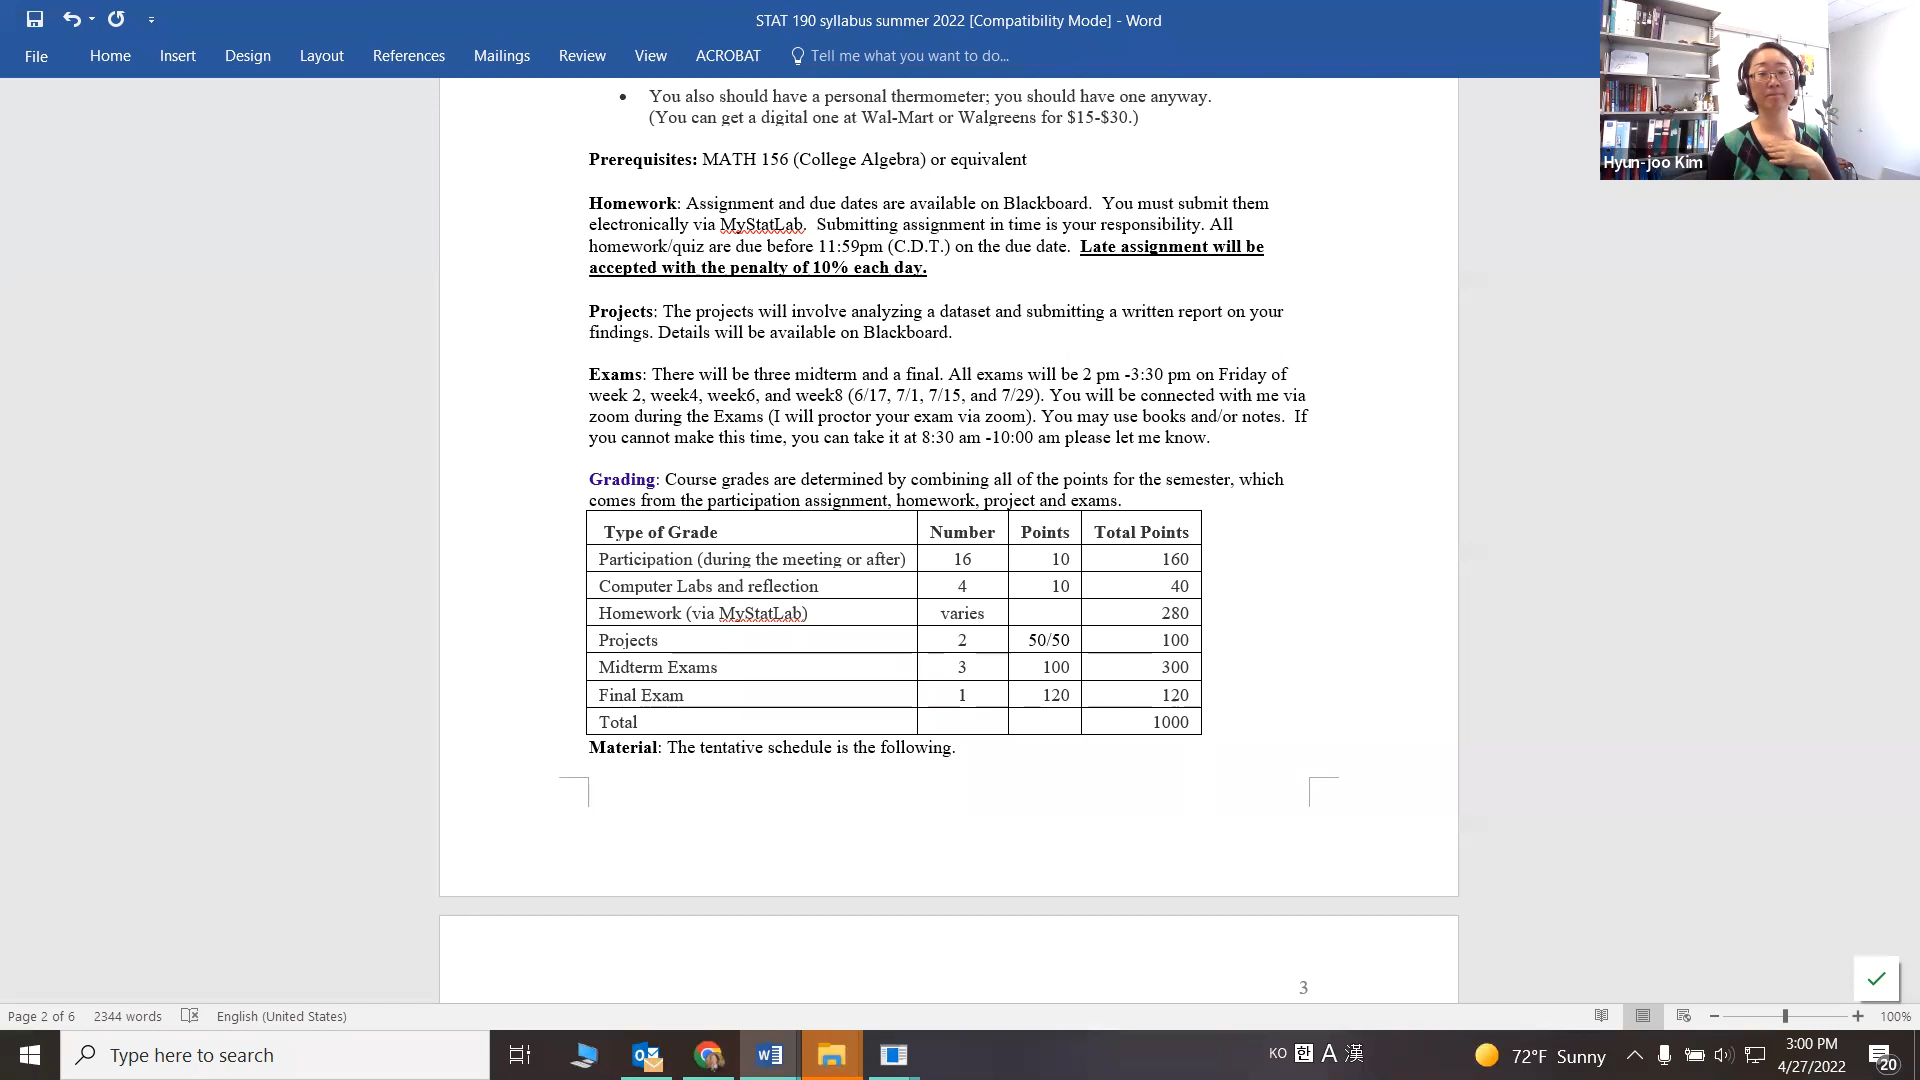 STAT 190 syllabus summer 2022 [Compatibility Mode] - Word
File Home Insert Design Layout References Mailings Review View ACROBAT Tell me what you want to do...
Hyun-joo Kim
• You also should have a personal thermometer; you should have one anyway.
(You can get a digital one at Wal-Mart or Walgreens for $15-$30.)
Prerequisites: MATH 156 (College Algebra) or equivalent
Homework: Assignment and due dates are available on Blackboard. You must submit them
electronically via MyStatLab. Submitting assignment in time is your responsibility. All
homework/quiz are due before 11:59pm (C.D.T.) on the due date. Late assignment will be
accepted with the penalty of 10% each day.
Projects: The projects will involve analyzing a dataset and submitting a written report on your
findings. Details will be available on Blackboard.
Exams: There will be three midterm and a final. All exams will be 2 pm -3:30 pm on Friday of
week 2, week4, week6, and week8 (6/17, 7/1, 7/15, and 7/29). You will be connected with me via
zoom during the Exams (I will proctor your exam via zoom). You may use books and/or notes. If
you cannot make this time, you can take it at 8:30 am -10:00 am please let me know.
Grading: Course grades are determined by combining all of the points for the semester, which
comes from the participation assignment, homework, project and exams.
Type of Grade Number Points Total Points
Participation (during the meeting or after) 16 10 160
Computer Labs and reflection 4 10 40
Homework (via MyStatLab) varies 280
Projects 2 50/50 100
Midterm Exams 3 100 300
Final Exam 1 120 120
Total 1000
Material: The tentative schedule is the following.
3
Page 2 of 6 2344 words English (United States) 100%
Type here to search
KO 한 A 漢
72°F Sunny
3:00 PM
4/27/2022
20